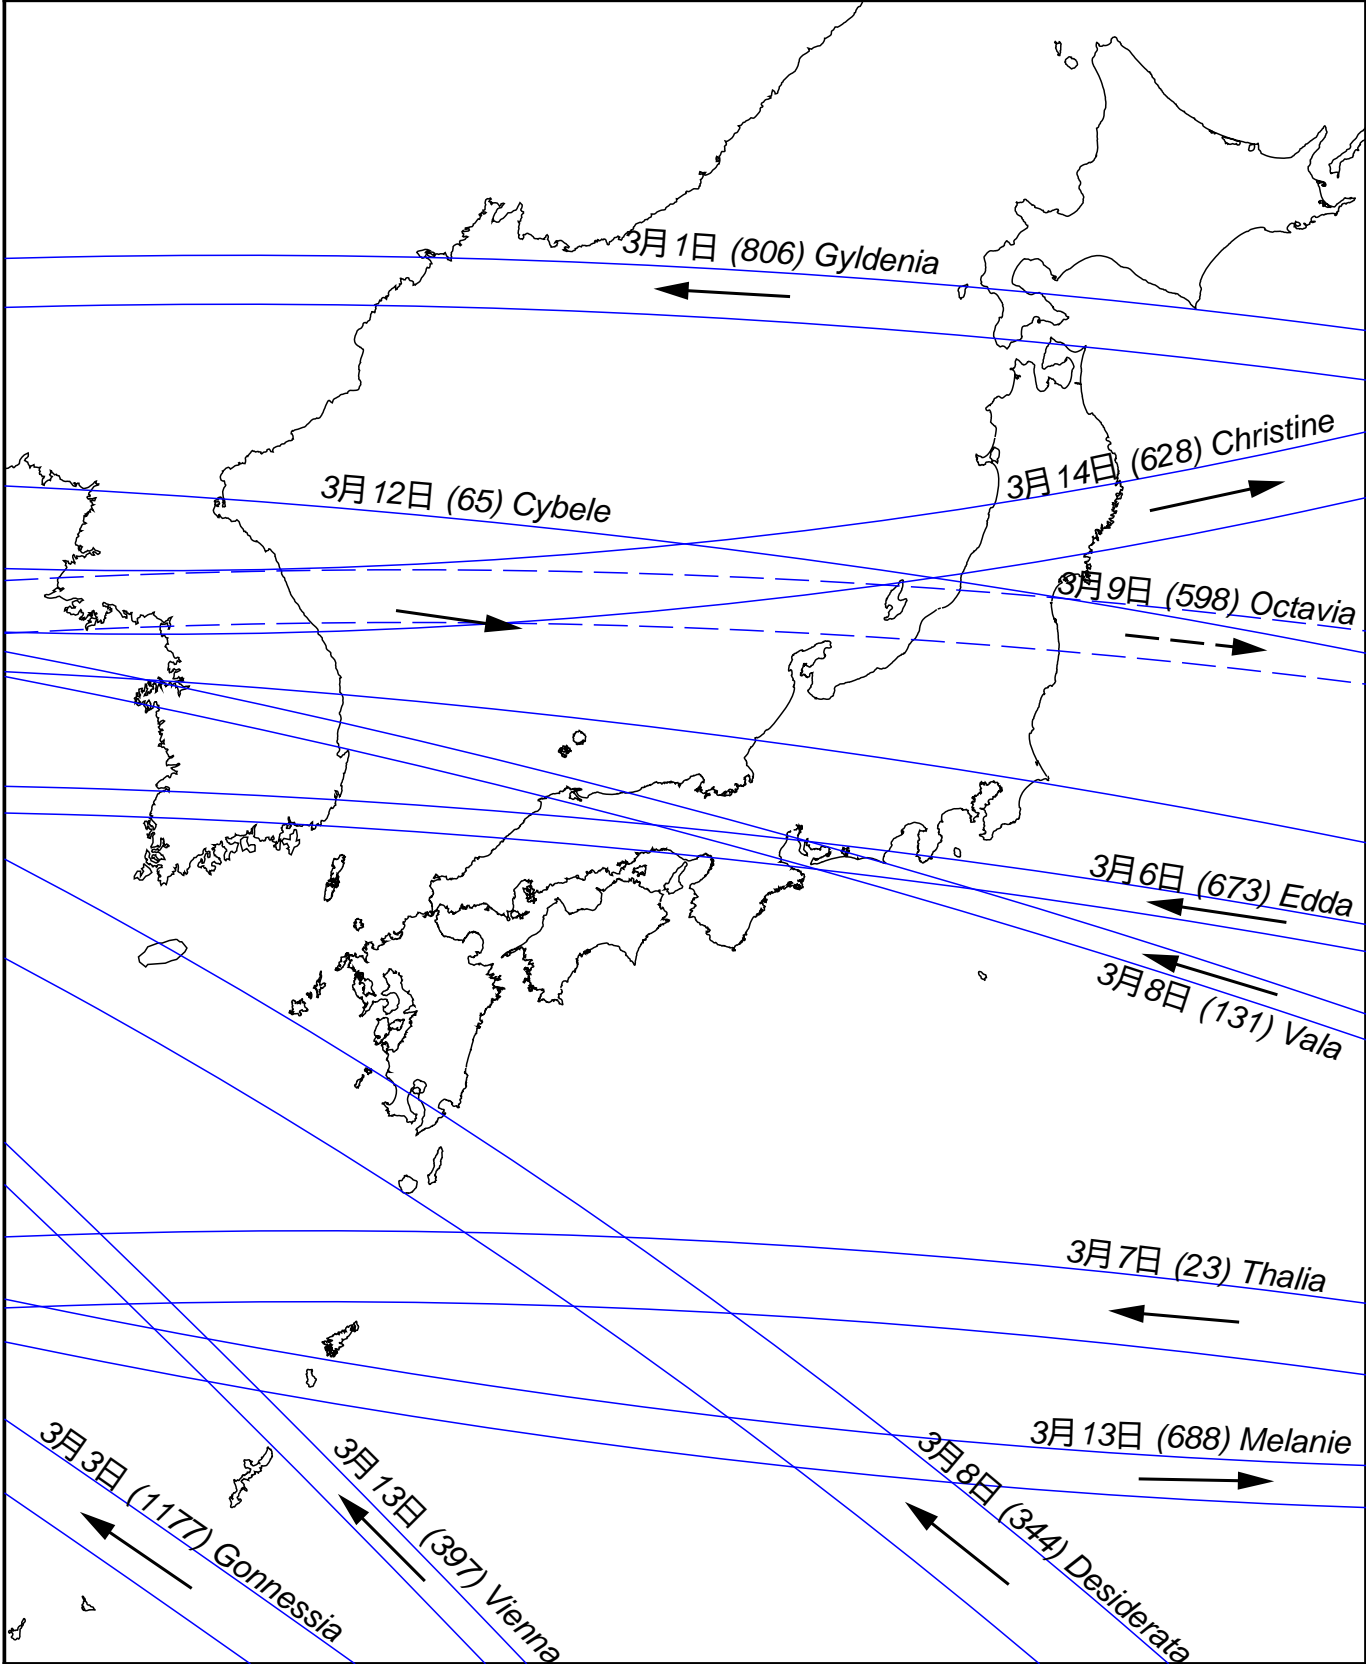 3月1日 (806) Gyldenia
3月14日 (628) Christine
3月12日 (65) Cybele
3月9日 (598) Octavia
3月6日 (673) Edda
3月8日 (131) Vala
3月7日 (23) Thalia
3月13日 (688) Melanie
3月8日 (344) Desiderata
3月13日 (397) Vienna
3月3日 (1177) Gonnessia